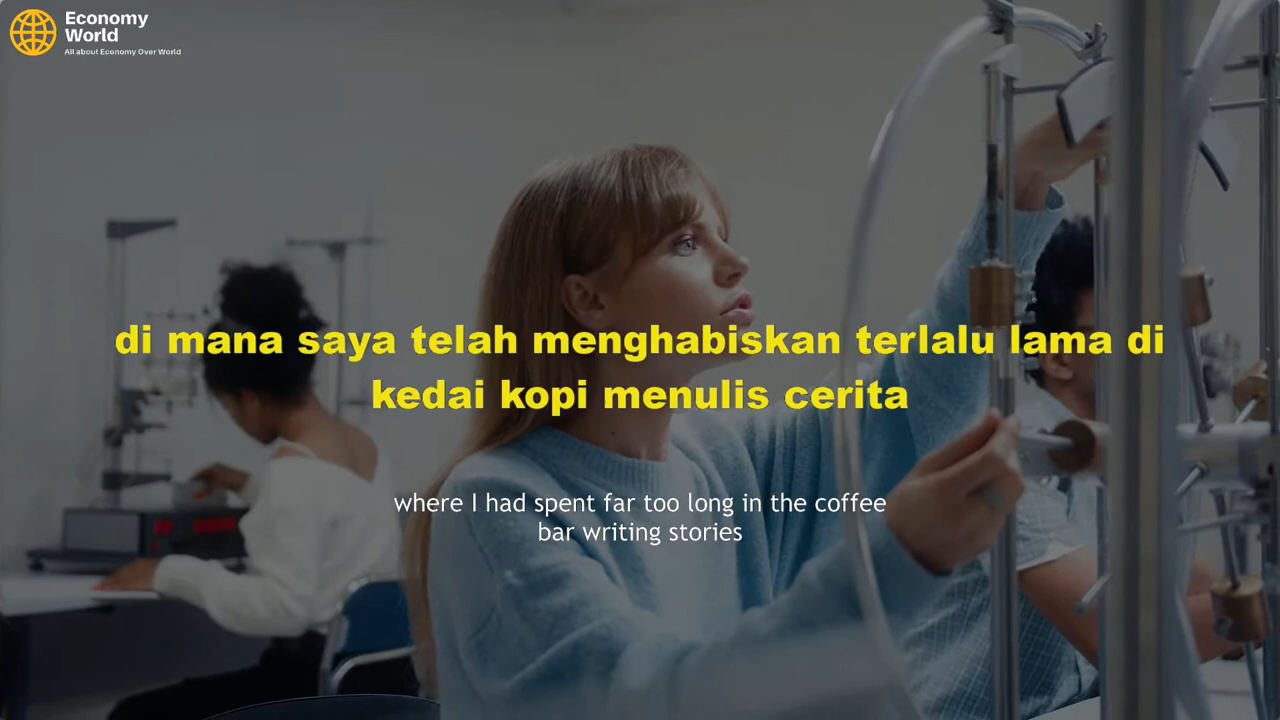 Economy
World
All about Economy Over World
di mana saya telah menghabiskan terlalu lama di
kedai kopi menulis cerita
where I had spent far too long in the coffee
bar writing stories